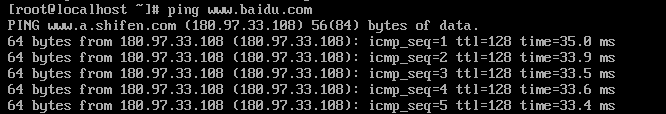 [root@localhost ~]# ping www.baidu.com
PING www.a.shifen.com (180.97.33.108) 56(84) bytes of data.
64 bytes from 180.97.33.108 (180.97.33.108): icmp_seq=1 ttl=128 time=35.0 ms
64 bytes from 180.97.33.108 (180.97.33.108): icmp_seq=2 ttl=128 time=33.9 ms
64 bytes from 180.97.33.108 (180.97.33.108): icmp_seq=3 ttl=128 time=33.5 ms
64 bytes from 180.97.33.108 (180.97.33.108): icmp_seq=4 ttl=128 time=33.6 ms
64 bytes from 180.97.33.108 (180.97.33.108): icmp_seq=5 ttl=128 time=33.4 ms